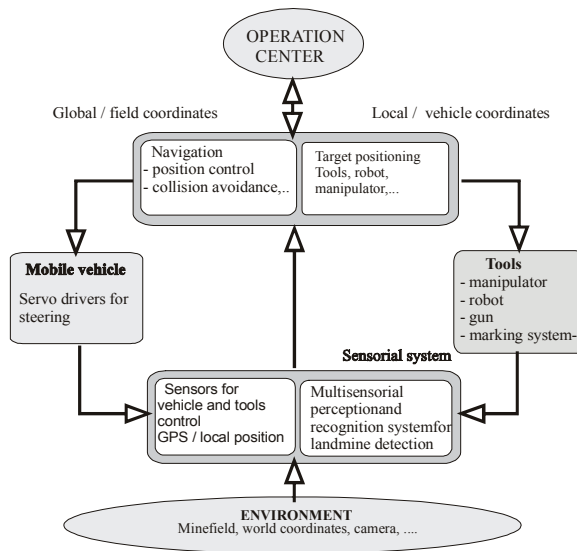 OPERATION
CENTER
Global / field coordinates
Local / vehicle coordinates
Navigation
- position control
- collision avoidance,..
Target positioning
Tools, robot,
manipulator,...
Mobile vehicle
Servo drivers for
steering
Tools
- manipulator
- robot
- gun
- marking system-
Sensorial system
Sensors for
vehicle and tools
control
GPS / local position
Multisensorial
perceptionand
recognition systemfor
landmine detection
ENVIRONMENT
Minefield, world coordinates, camera, ....